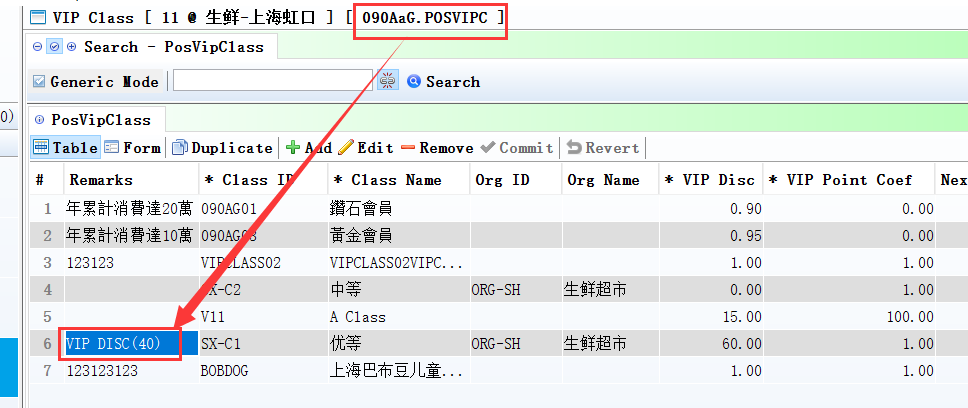 VIP Class [ 11 @ 生鲜-上海虹口 ] [ 090AaG.POSVIPC ]
Search - PosVipClass
Generic Mode Search
0)
PosVipClass
Table Form Duplicate Add Edit Remove Commit Revert
# Remarks * Class ID * Class Name Org ID Org Name * VIP Disc * VIP Point Coef Nex
1 年累計消費達20萬 090AG01 鑽石會員 0.90 0.00
2 年累計消費達10萬 090AG03 黃金會員 0.95 0.00
3 123123 VIPCLASS02 VIPCLASS02VIPC... 1.00 1.00
4 SX-C2 中等 ORG-SH 生鲜超市 0.00 1.00
5 V11 A Class 15.00 100.00
6 VIP DISC(40) SX-C1 优等 ORG-SH 生鲜超市 60.00 1.00
7 123123123 BOBDOG 上海巴布豆儿童... 1.00 1.00